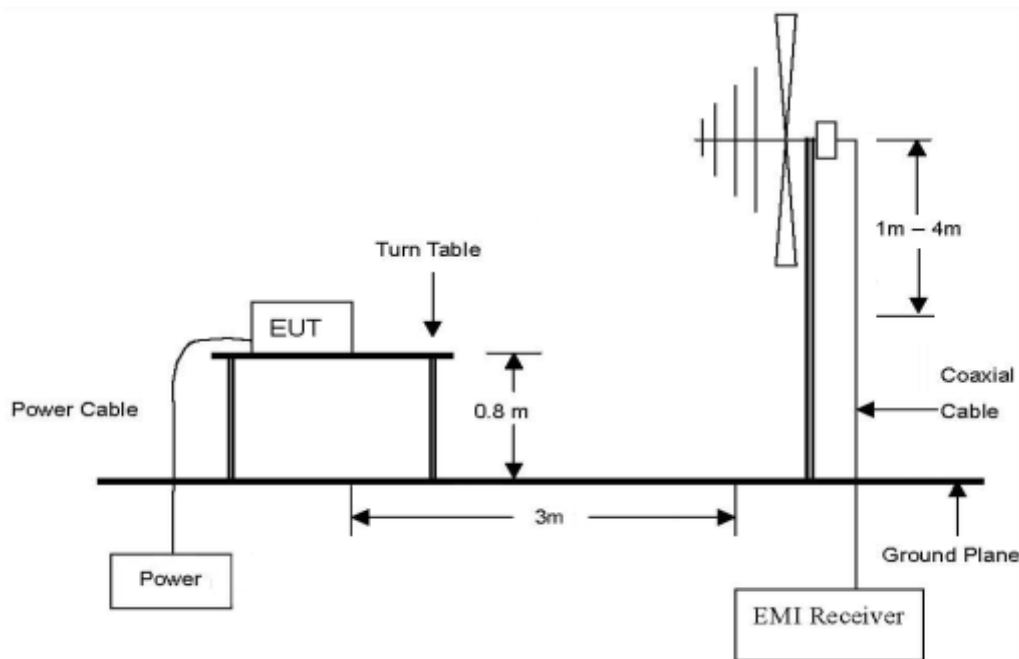 1m – 4m
Turn Table
EUT
Power Cable
0.8 m
Coaxial
Cable
3m
Ground Plane
Power
EMI Receiver